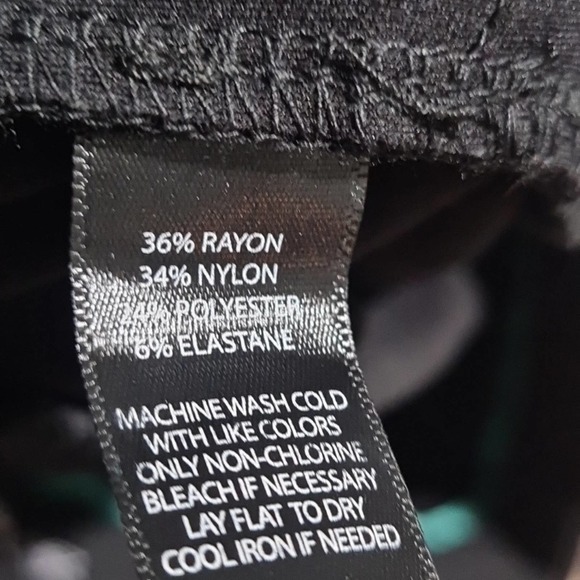 36% RAYON
34% NYLON
24% POLYESTER
6% ELASTANE
MACHINE WASH COLD
WITH LIKE COLORS
ONLY NON-CHLORINE
BLEACH IF NECESSARY
LAY FLAT TO DRY
COOL IRON IF NEEDED